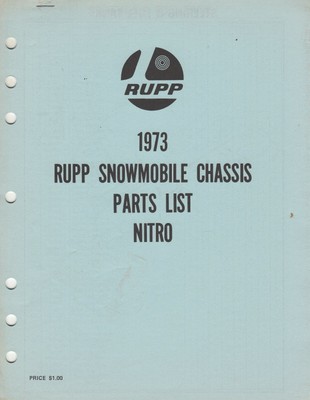 RUPP
1973
RUPP SNOWMOBILE CHASSIS
PARTS LIST
NITRO
PRICE $1.00